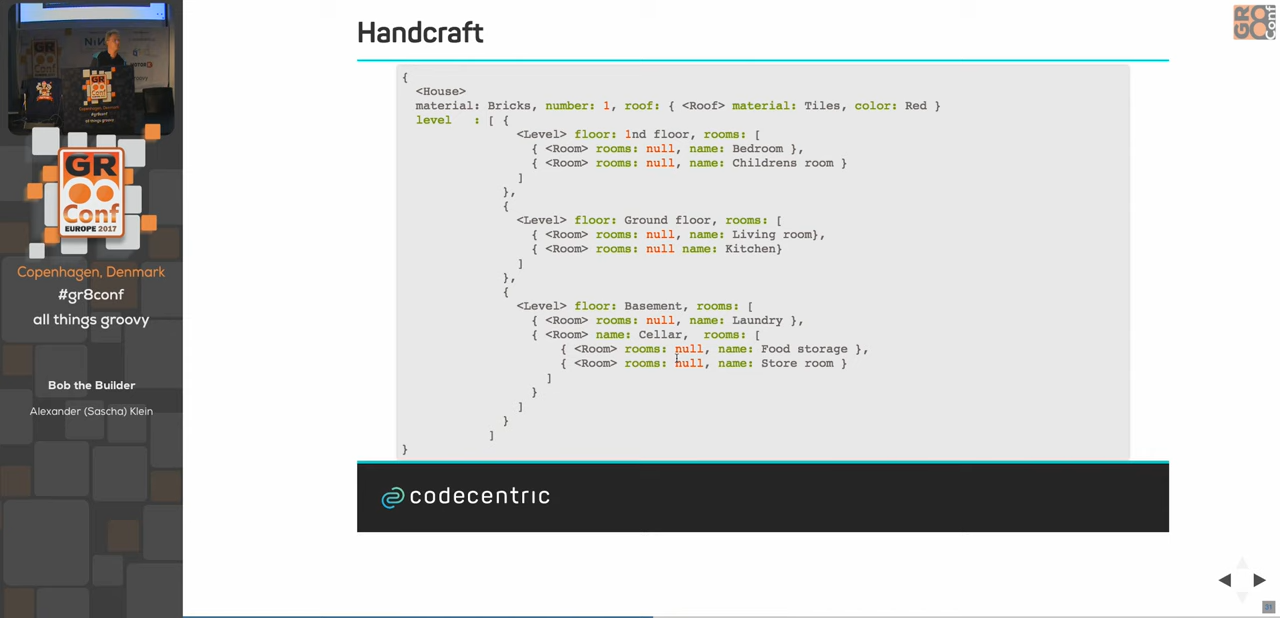 Handcraft
{
<House>
material: Bricks, number: 1, roof: { <Roof> material: Tiles, color: Red }
level : [ {
<Level> floor: 1nd floor, rooms: [
{ <Room> rooms: null, name: Bedroom },
{ <Room> rooms: null, name: Childrens room }
]
},
{
<Level> floor: Ground floor, rooms: [
{ <Room> rooms: null, name: Living room},
{ <Room> rooms: null name: Kitchen}
]
},
{
<Level> floor: Basement, rooms: [
{ <Room> rooms: null, name: Laundry },
{ <Room> name: Cellar, rooms: [
{ <Room> rooms: null, name: Food storage },
{ <Room> rooms: null, name: Store room }
]
}
]
}
]
}
codecentric
GR
Conf
EUROPE 2017
Copenhagen, Denmark
#gr8conf
all things groovy
Bob the Builder
Alexander (Sascha) Klein
GR
Conf
31